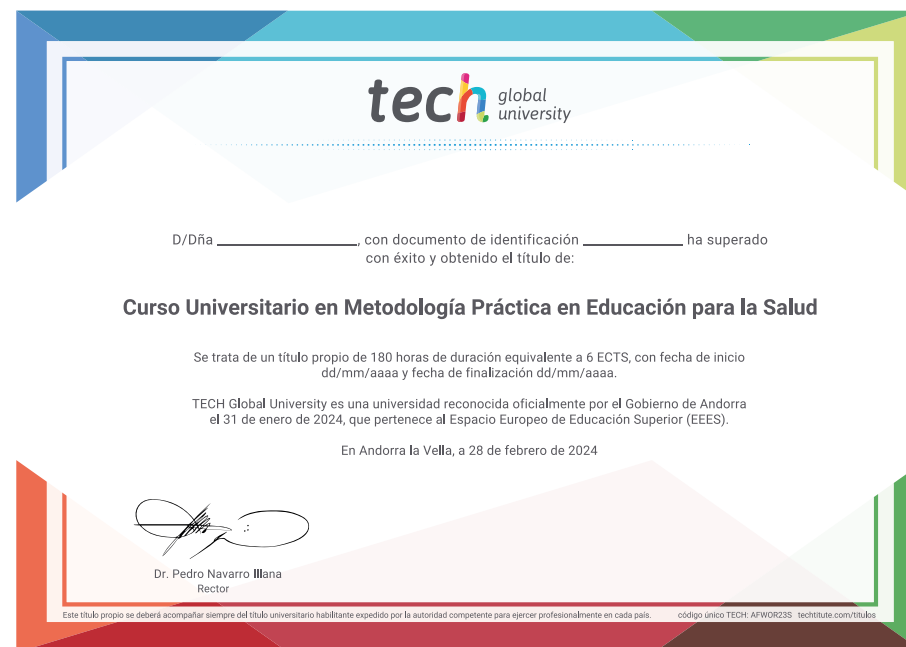 tech global
university
D/Dña ____________________, con documento de identificación ______________ ha superado
con éxito y obtenido el título de:
Curso Universitario en Metodología Práctica en Educación para la Salud
Se trata de un título propio de 180 horas de duración equivalente a 6 ECTS, con fecha de inicio
dd/mm/aaaa y fecha de finalización dd/mm/aaaa.
TECH Global University es una universidad reconocida oficialmente por el Gobierno de Andorra
el 31 de enero de 2024, que pertenece al Espacio Europeo de Educación Superior (EEES).
En Andorra la Vella, a 28 de febrero de 2024
Dr. Pedro Navarro Illana
Rector
Este título propio se deberá acompañar siempre del título universitario habilitante expedido por la autoridad competente para ejercer profesionalmente en cada país. código único TECH: AFWOR23S techtitute.com/titulos